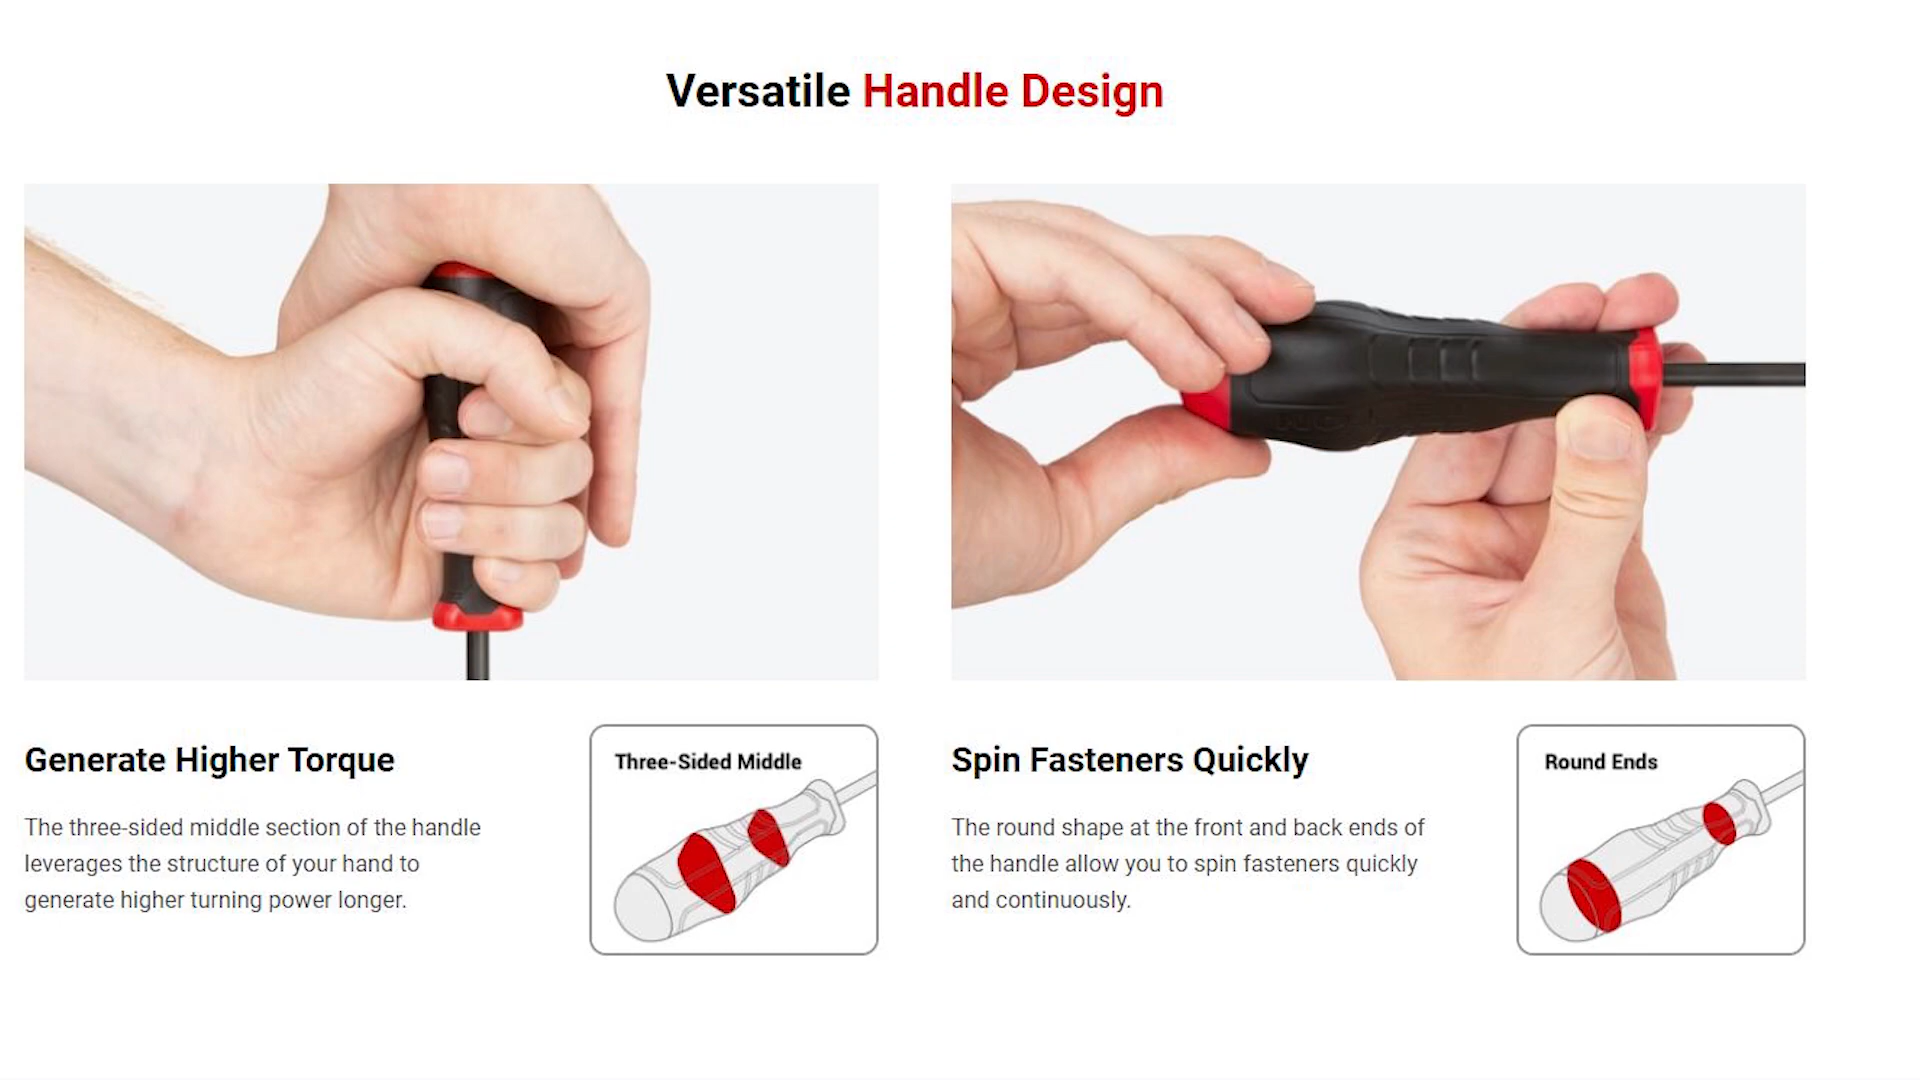 Versatile Handle Design
Generate Higher Torque
The three-sided middle section of the handle
leverages the structure of your hand to
generate higher turning power longer.
Three-Sided Middle
Spin Fasteners Quickly
The round shape at the front and back ends of
the handle allow you to spin fasteners quickly
and continuously.
Round Ends